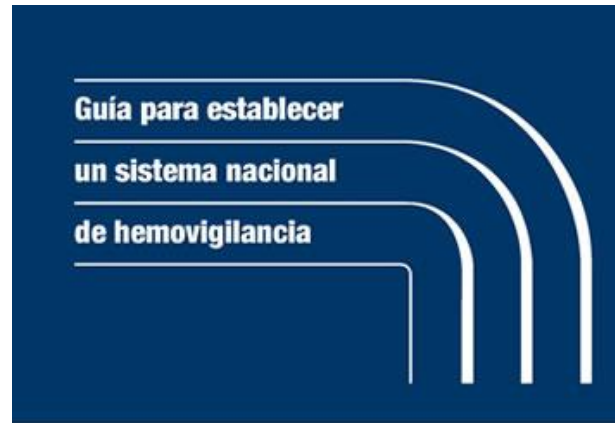 Guía para establecer
un sistema nacional
de hemovigilancia